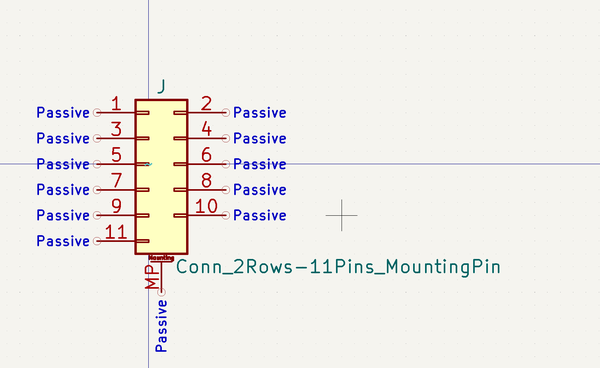 J
Passive 1 2 Passive
Passive 3 4 Passive
Passive 5 6 Passive
Passive 7 8 Passive
Passive 9 10 Passive
Passive 11
Mounting
MP
Conn_2Rows-11Pins_MountingPin
Passive